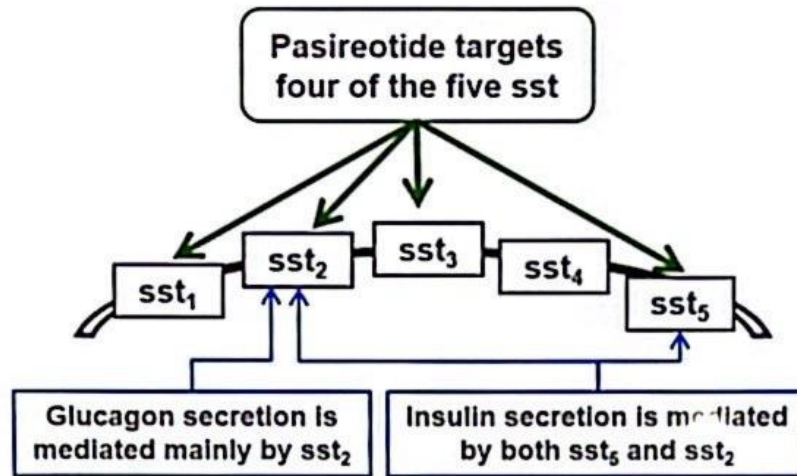 Pasireotide targets
four of the five sst
sst₁
sst₂
sst₃
sst₄
sst₅
Glucagon secretion is
mediated mainly by sst₂
Insulin secretion is
by both sst₅ and sst₂